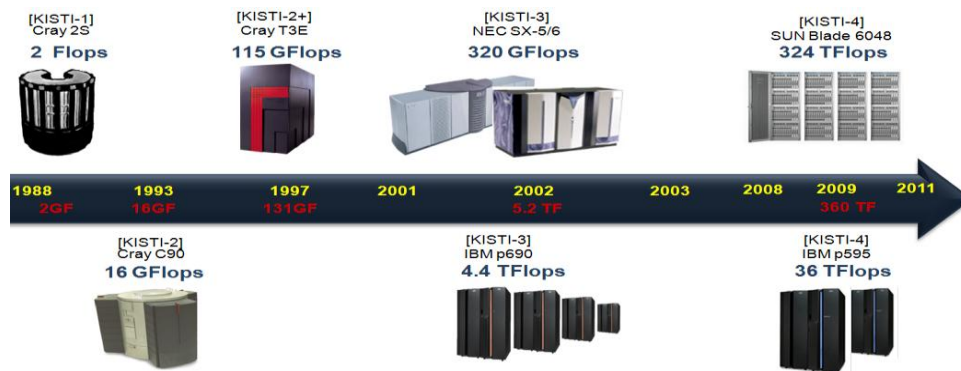 [KISTI-1]
Cray 2S
2 Flops
[KISTI-2+]
Cray T3E
115 GFlops
[KISTI-3]
NEC SX-5/6
320 GFlops
[KISTI-4]
SUN Blade 6048
324 TFlops
1988 1993 1997 2001 2002 2003 2008 2009 2011
2GF 16GF 131GF 5.2 TF 360 TF
[KISTI-2]
Cray C90
16 GFlops
[KISTI-3]
IBM p690
4.4 TFlops
[KISTI-4]
IBM p595
36 TFlops